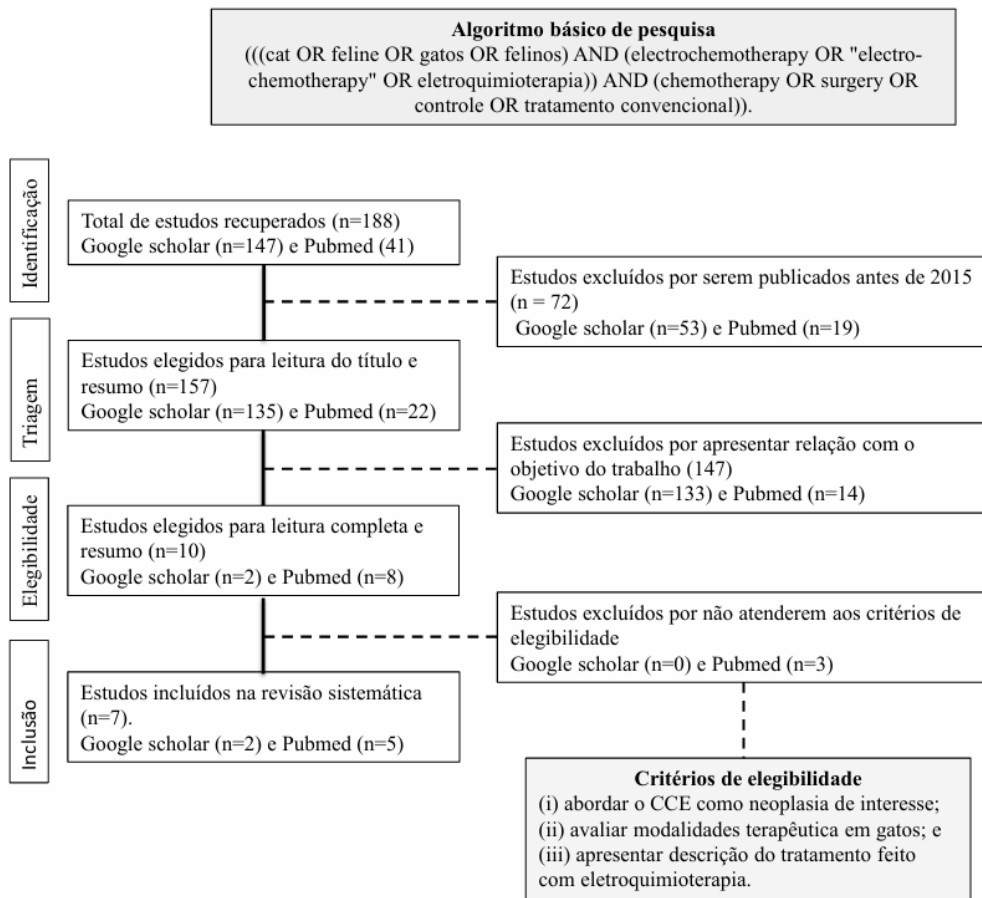 Algoritmo básico de pesquisa
(((cat OR feline OR gatos OR felinos) AND (electrochemotherapy OR "electro-
chemotherapy" OR eletroquimioterapia)) AND (chemotherapy OR surgery OR
controle OR tratamento convencional)).
Identificação
Total de estudos recuperados (n=188)
Google scholar (n=147) e Pubmed (41)
Estudos excluídos por serem publicados antes de 2015
(n = 72)
Google scholar (n=53) e Pubmed (n=19)
Triagem
Estudos elegidos para leitura do título e
resumo (n=157)
Google scholar (n=135) e Pubmed (n=22)
Estudos excluídos por apresentar relação com o
objetivo do trabalho (147)
Google scholar (n=133) e Pubmed (n=14)
Elegibilidade
Estudos elegidos para leitura completa e
resumo (n=10)
Google scholar (n=2) e Pubmed (n=8)
Estudos excluídos por não atenderem aos critérios de
elegibilidade
Google scholar (n=0) e Pubmed (n=3)
Inclusão
Estudos incluídos na revisão sistemática
(n=7).
Google scholar (n=2) e Pubmed (n=5)
Critérios de elegibilidade
(i) abordar o CCE como neoplasia de interesse;
(ii) avaliar modalidades terapêutica em gatos; e
(iii) apresentar descrição do tratamento feito
com eletroquimioterapia.